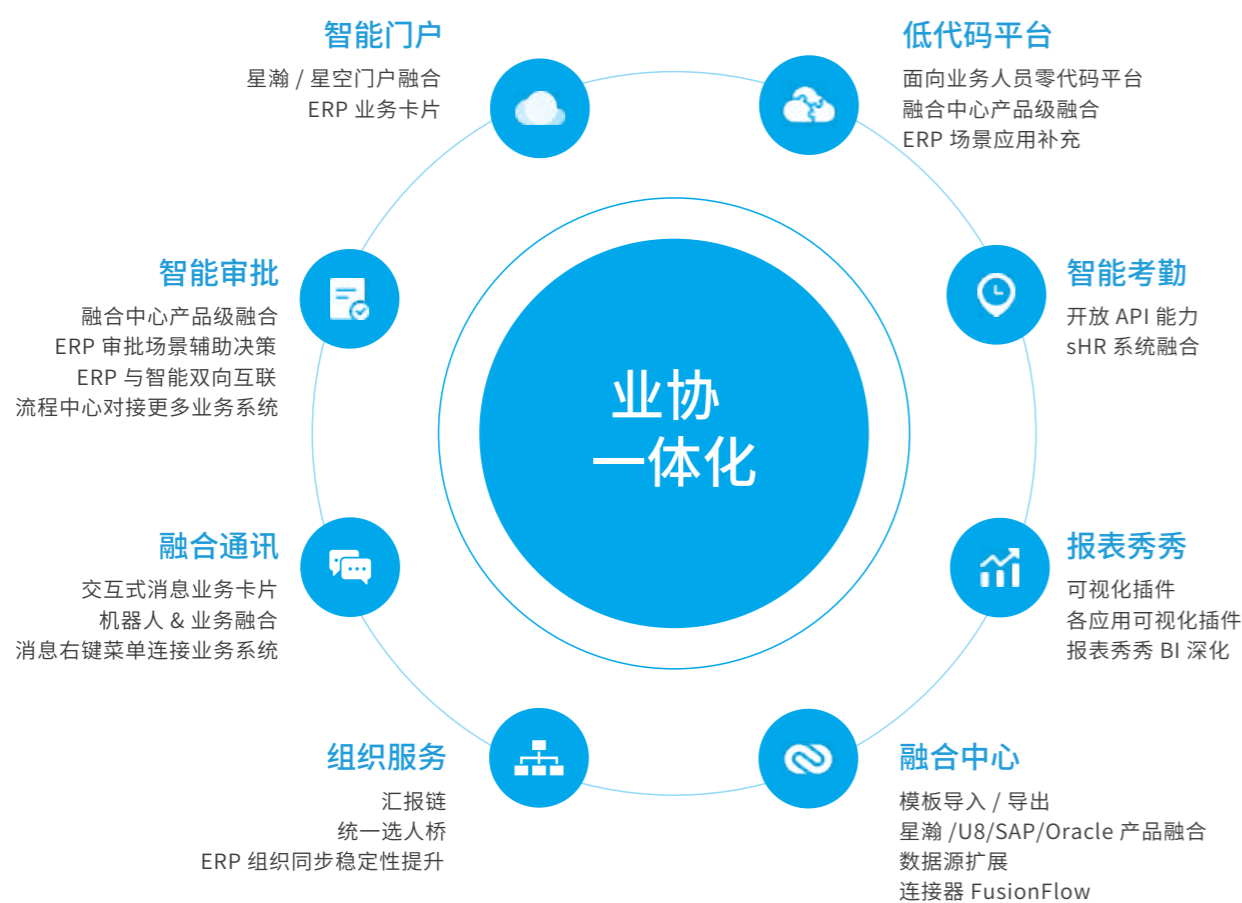 智能门户
星瀚 / 星空门户融合
ERP 业务卡片
低代码平台
面向业务人员零代码平台
融合中心产品级融合
ERP 场景应用补充
智能审批
融合中心产品级融合
ERP 审批场景辅助决策
ERP 与智能双向互联
流程中心对接更多业务系统
智能考勤
开放 API 能力
sHR 系统融合
业协
一体化
融合通讯
交互式消息业务卡片
机器人 & 业务融合
消息右键菜单连接业务系统
报表秀秀
可视化插件
各应用可视化插件
报表秀秀 BI 深化
组织服务
汇报链
统一选人桥
ERP 组织同步稳定性提升
融合中心
模板导入 / 导出
星瀚 /U8/SAP/Oracle 产品融合
数据源扩展
连接器 FusionFlow